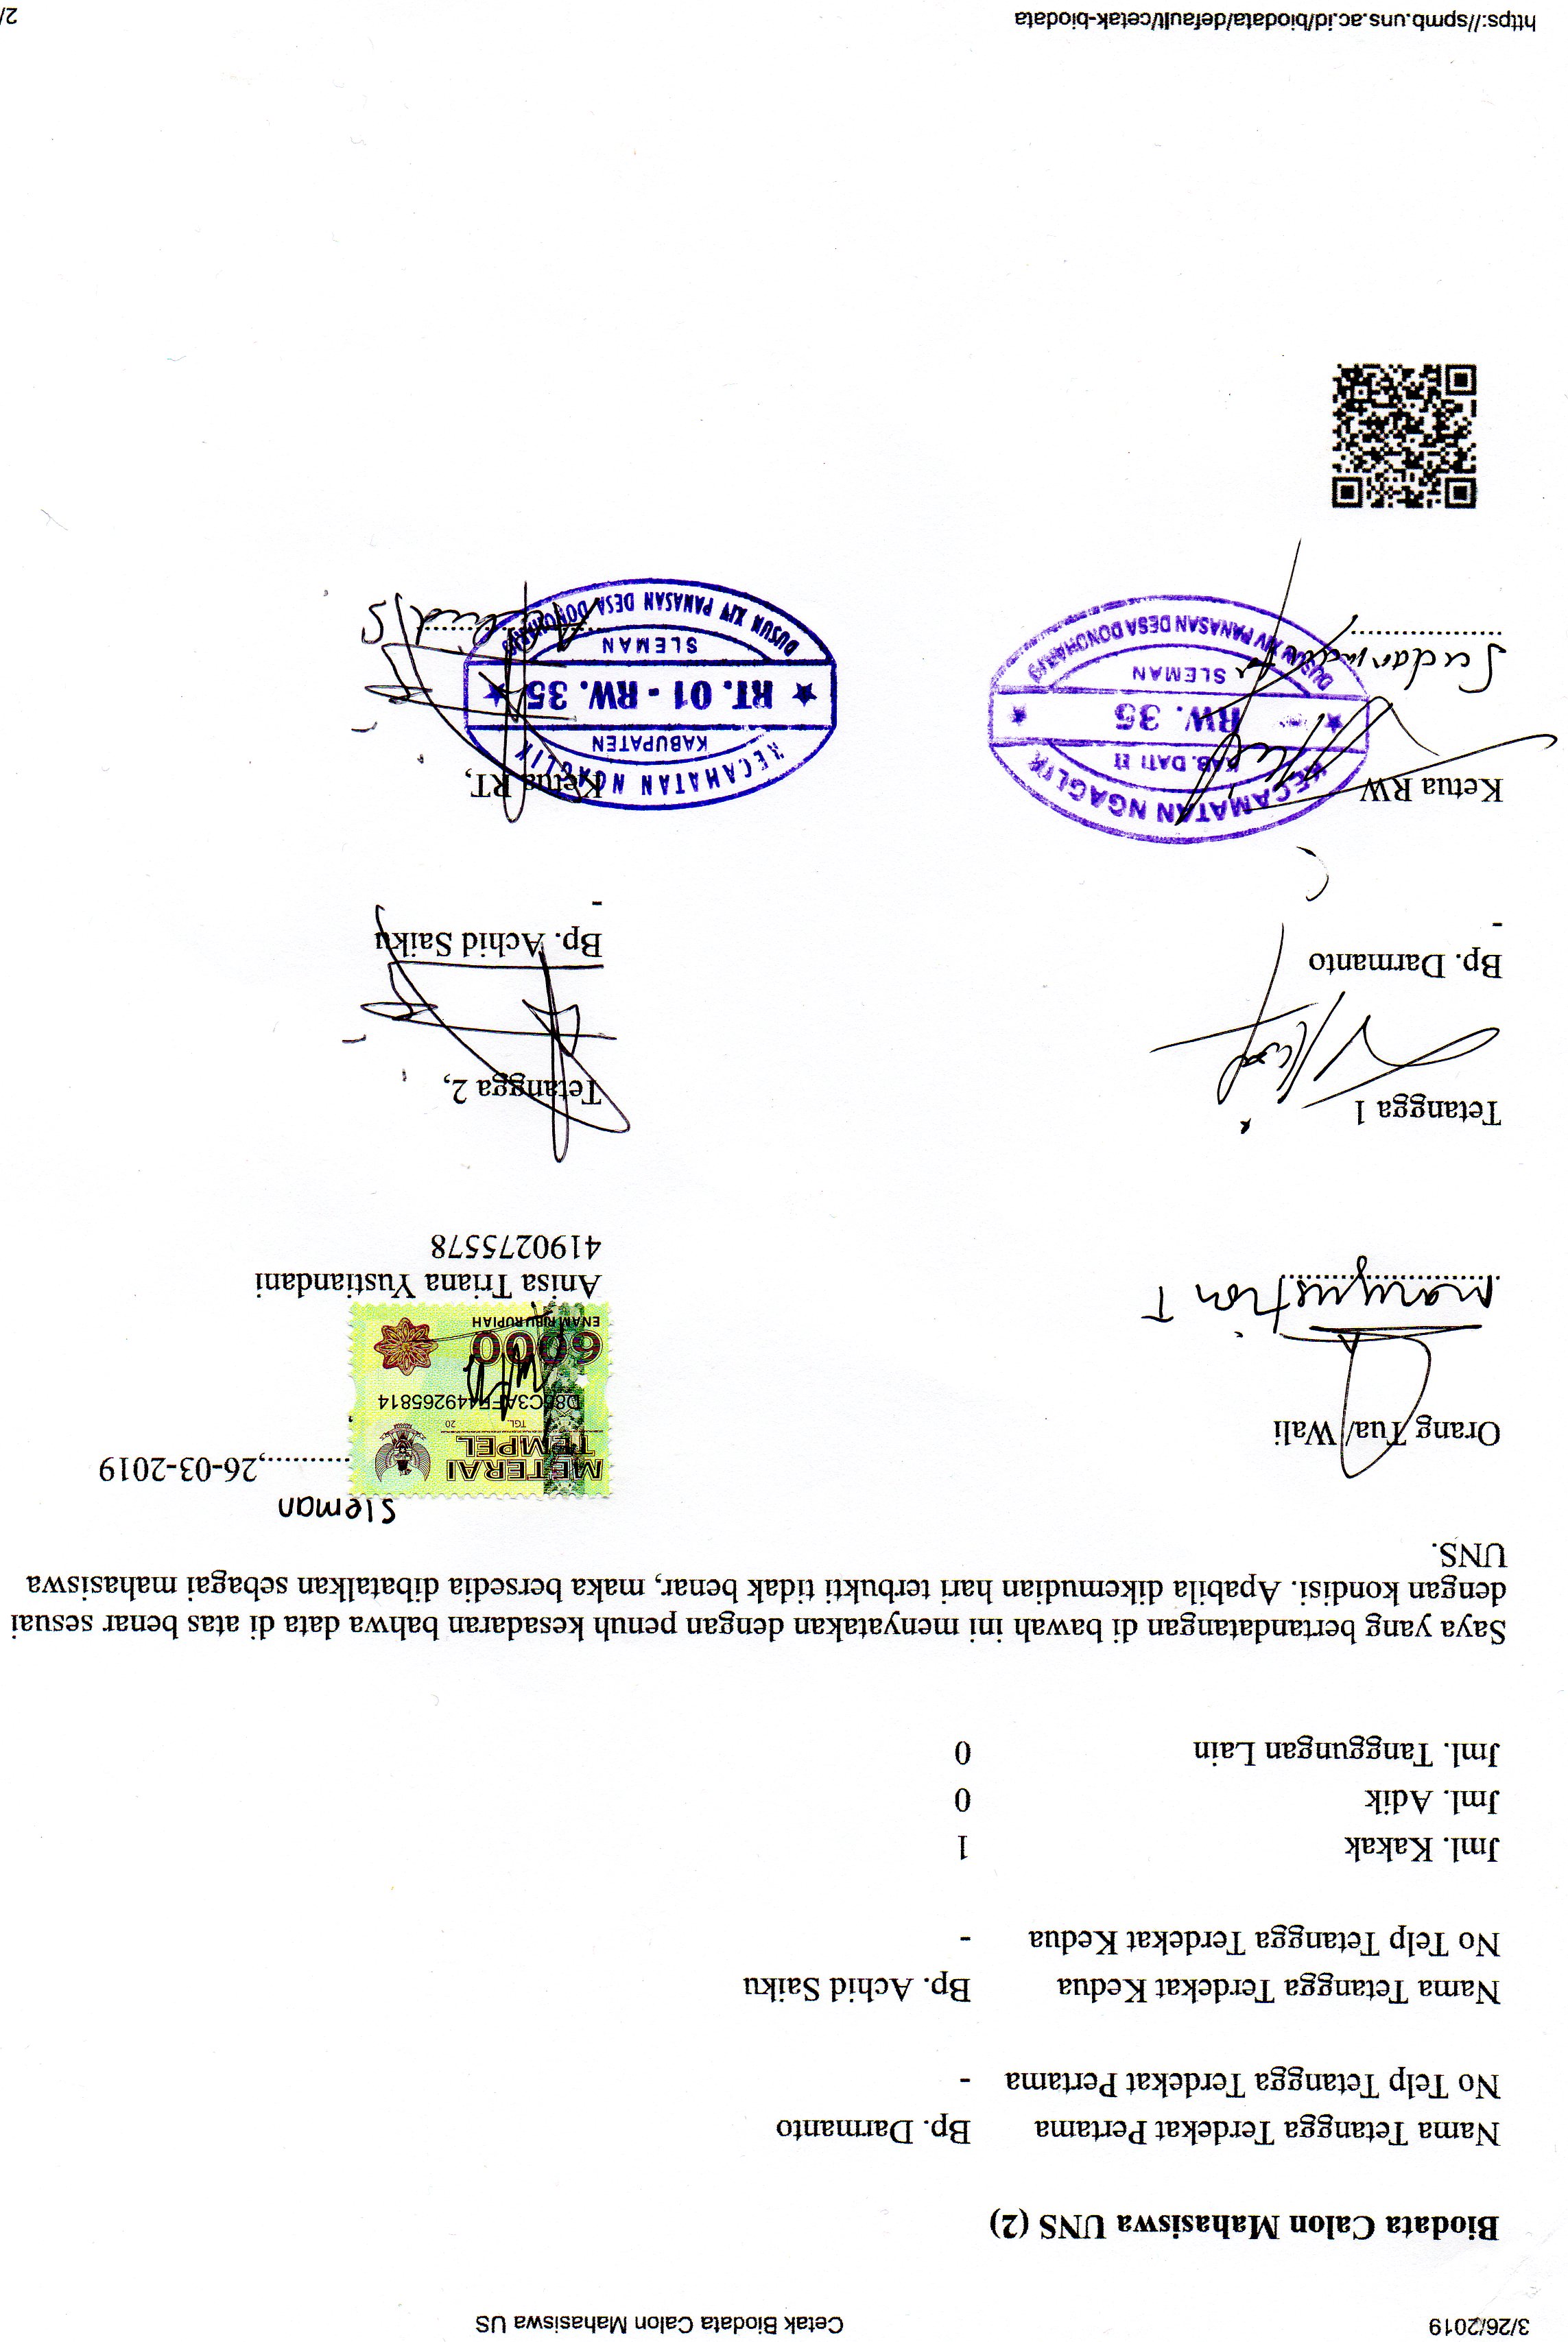 3/26/2019 Cetak Biodata Calon Mahasiswa US
Biodata Calon Mahasiswa UNS (2)
Nama Tetangga Terdekat Pertama Bp. Darmanto
No Telp Tetangga Terdekat Pertama -
Nama Tetangga Terdekat Kedua Bp. Achid Saiku
No Telp Tetangga Terdekat Kedua -
Jml. Kakak 1
Jml. Adik 0
Jml. Tanggungan Lain 0
Saya yang bertandatangan di bawah ini menyatakan dengan penuh kesadaran bahwa data di atas benar sesuai
dengan kondisi. Apabila dikemudian hari terbukti tidak benar, maka bersedia dibatalkan sebagai mahasiswa
UNS.
Sleman
..........,26-03-2019
Orang Tua/ Wali
METERAI
TEMPEL
TGL. 20
6000
ENAM RIBU RUPIAH
Anisa Triana Yustiandani
4190275578
Tetangga 1
Tetangga 2,
Bp. Darmanto
-
Bp. Achid Saiku
-
Ketua RW
KECAMATAN NGAGLIK
KAB. DATI II
RW. 35
SLEMAN
DUSUN XIV PANASAN DESA DONOHARJO
Ketua RT,
KECAMATAN NGAGLIK
KABUPATEN
RT. 01 - RW. 35
SLEMAN
DUSUN XIV PANASAN DESA DONOHARJO
Achid S
https://spmb.uns.ac.id/biodata/default/cetak-biodata 2/